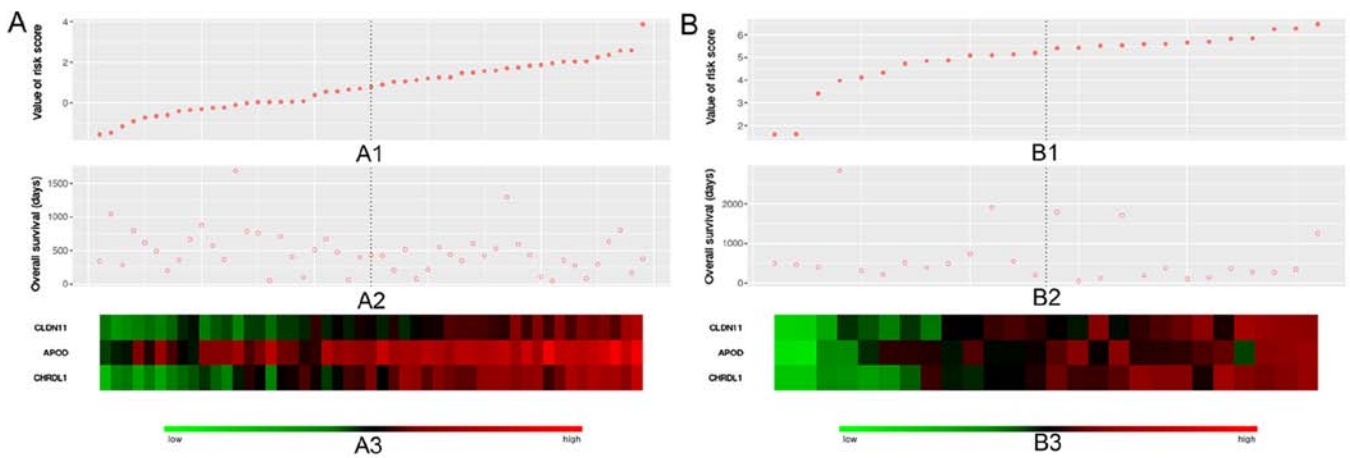 A
Value of risk score
4
2
0
A1
Overall survival (days)
1500
1000
500
0
A2
CLDN11
APOD
CHRDL1
low
high
A3
B
Value of risk score
6
5
4
3
2
B1
Overall survival (days)
2000
1000
0
B2
CLDN11
APOD
CHRDL1
low
high
B3